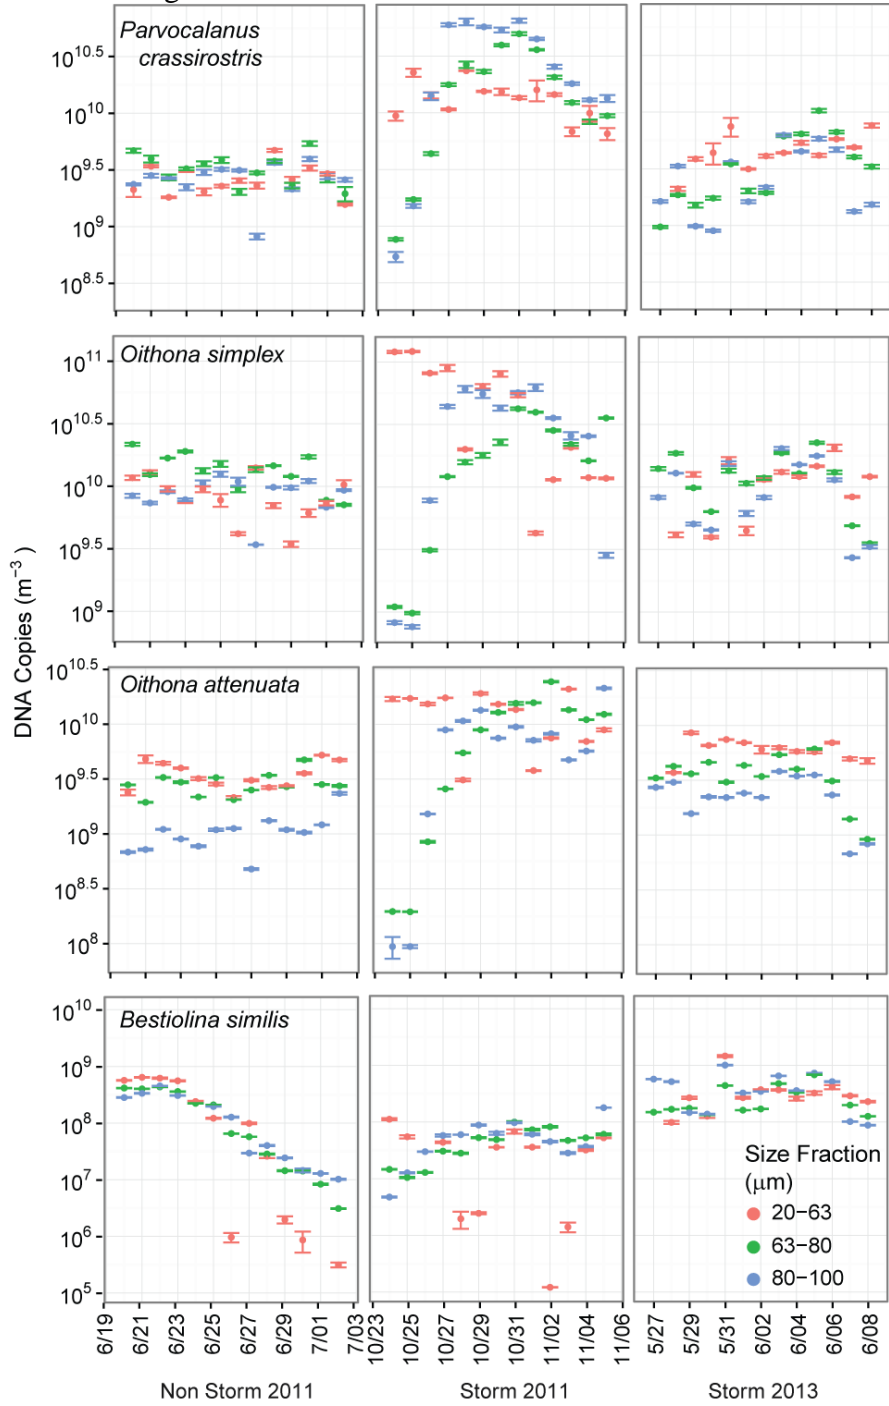 Parvocalanus
crassirostris
10^10.5
10^10
10^9.5
10^9
10^8.5
Oithona simplex
10^11
10^10.5
10^10
10^9.5
10^9
DNA Copies (m⁻³)
Oithona attenuata
10^10.5
10^10
10^9.5
10^9
10^8.5
10^8
Bestiolina similis
10^10
10^9
10^8
10^7
10^6
10^5
Size Fraction
(μm)
20−63
63−80
80−100
6/19 6/21 6/23 6/25 6/27 6/29 7/01 7/03 10/23 10/25 10/27 10/29 10/31 11/02 11/04 11/06 5/27 5/29 5/31 6/02 6/04 6/06 6/08
Non Storm 2011 Storm 2011 Storm 2013